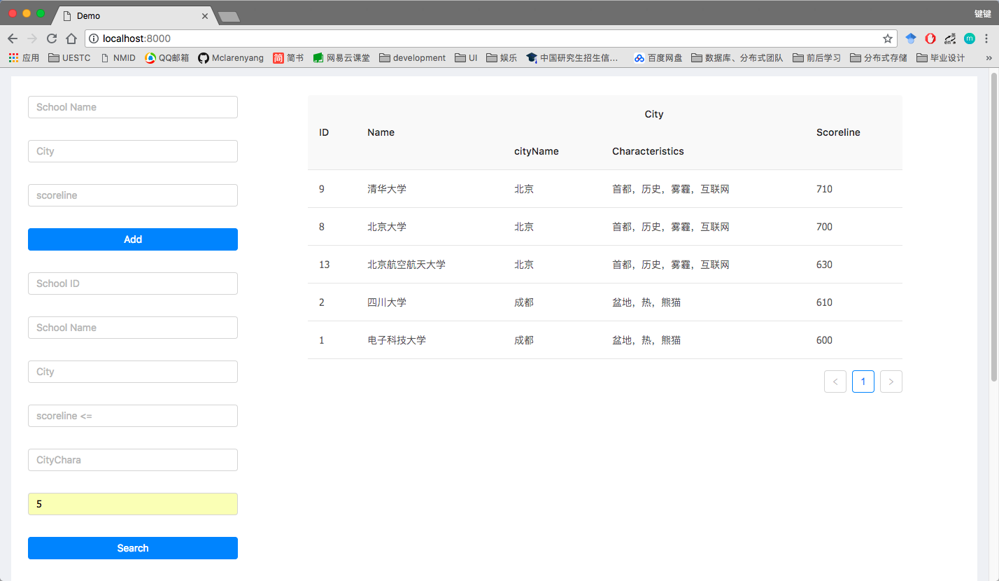 Demo
键键
localhost:8000
m
应用 UESTC NMID QQ邮箱 Mclarenyang 简 简书 网易云课堂 development UI 娱乐 中国研究生招生信... 百度网盘 数据库、分布式团队 前后学习 分布式存储 毕业设计 »
School Name
City
scoreline
Add
School ID
School Name
City
scoreline <=
CityChara
5
Search
City
ID Name Scoreline
cityName Characteristics
9 清华大学 北京 首都，历史，雾霾，互联网 710
8 北京大学 北京 首都，历史，雾霾，互联网 700
13 北京航空航天大学 北京 首都，历史，雾霾，互联网 630
2 四川大学 成都 盆地，热，熊猫 610
1 电子科技大学 成都 盆地，热，熊猫 600
< 1 >